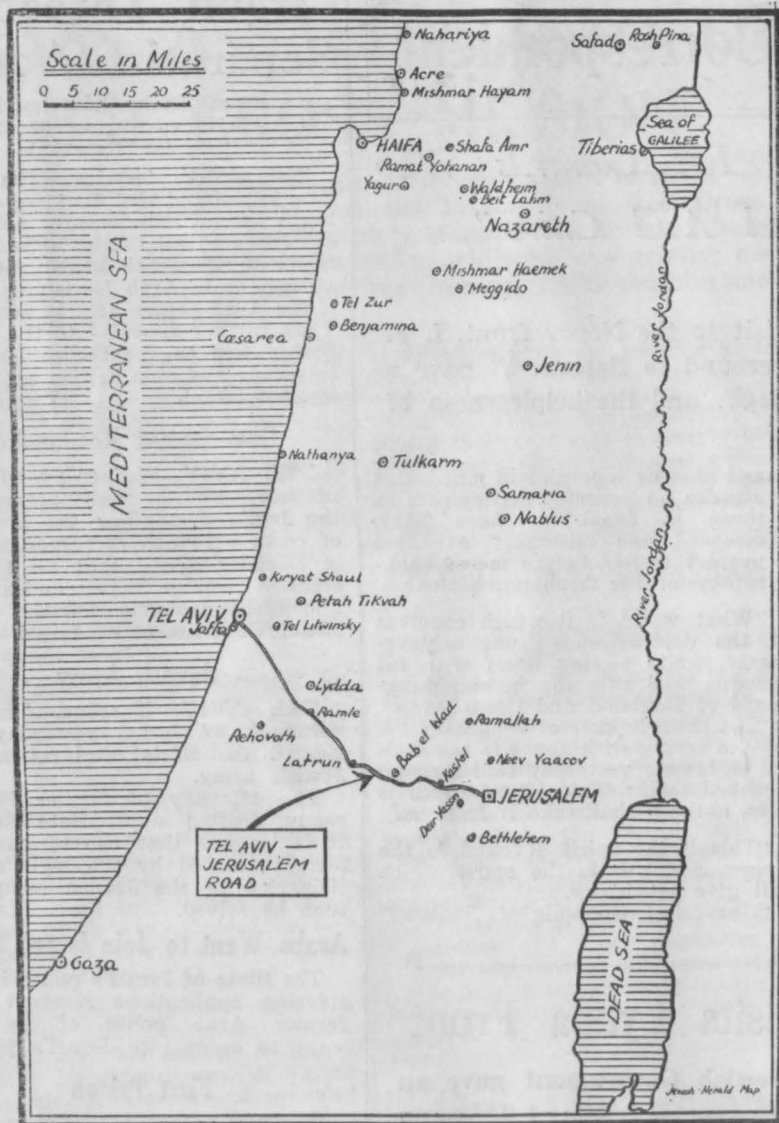 Scale in Miles
0 5 10 15 20 25
Nahariya
Safad
Rosh Pina
Acre
Mishmar Hayam
Sea of
GALILEE
HAIFA
Shafa Amr
Ramat Yohanan
Tiberias
Yagur
Waldheim
Beit Lahm
Nazareth
MEDITERRANEAN SEA
Mishmar Haemek
Meggido
River Jordan
Tel Zur
Benjamina
Cæsarea
Jenin
Nathanya
Tulkarm
Samaria
Nablus
River Jordan
Kiryat Shaul
Petah Tikvah
TEL AVIV
Jaffa
Tel Litwinsky
Lydda
Ramle
Rehovoth
Ramallah
Bab el Wad
Latrun
Kastel
Neev Yaacov
JERUSALEM
Deir Yassin
Bethlehem
TEL AVIV —
JERUSALEM
ROAD
Gaza
DEAD SEA
Jewish Herald Map